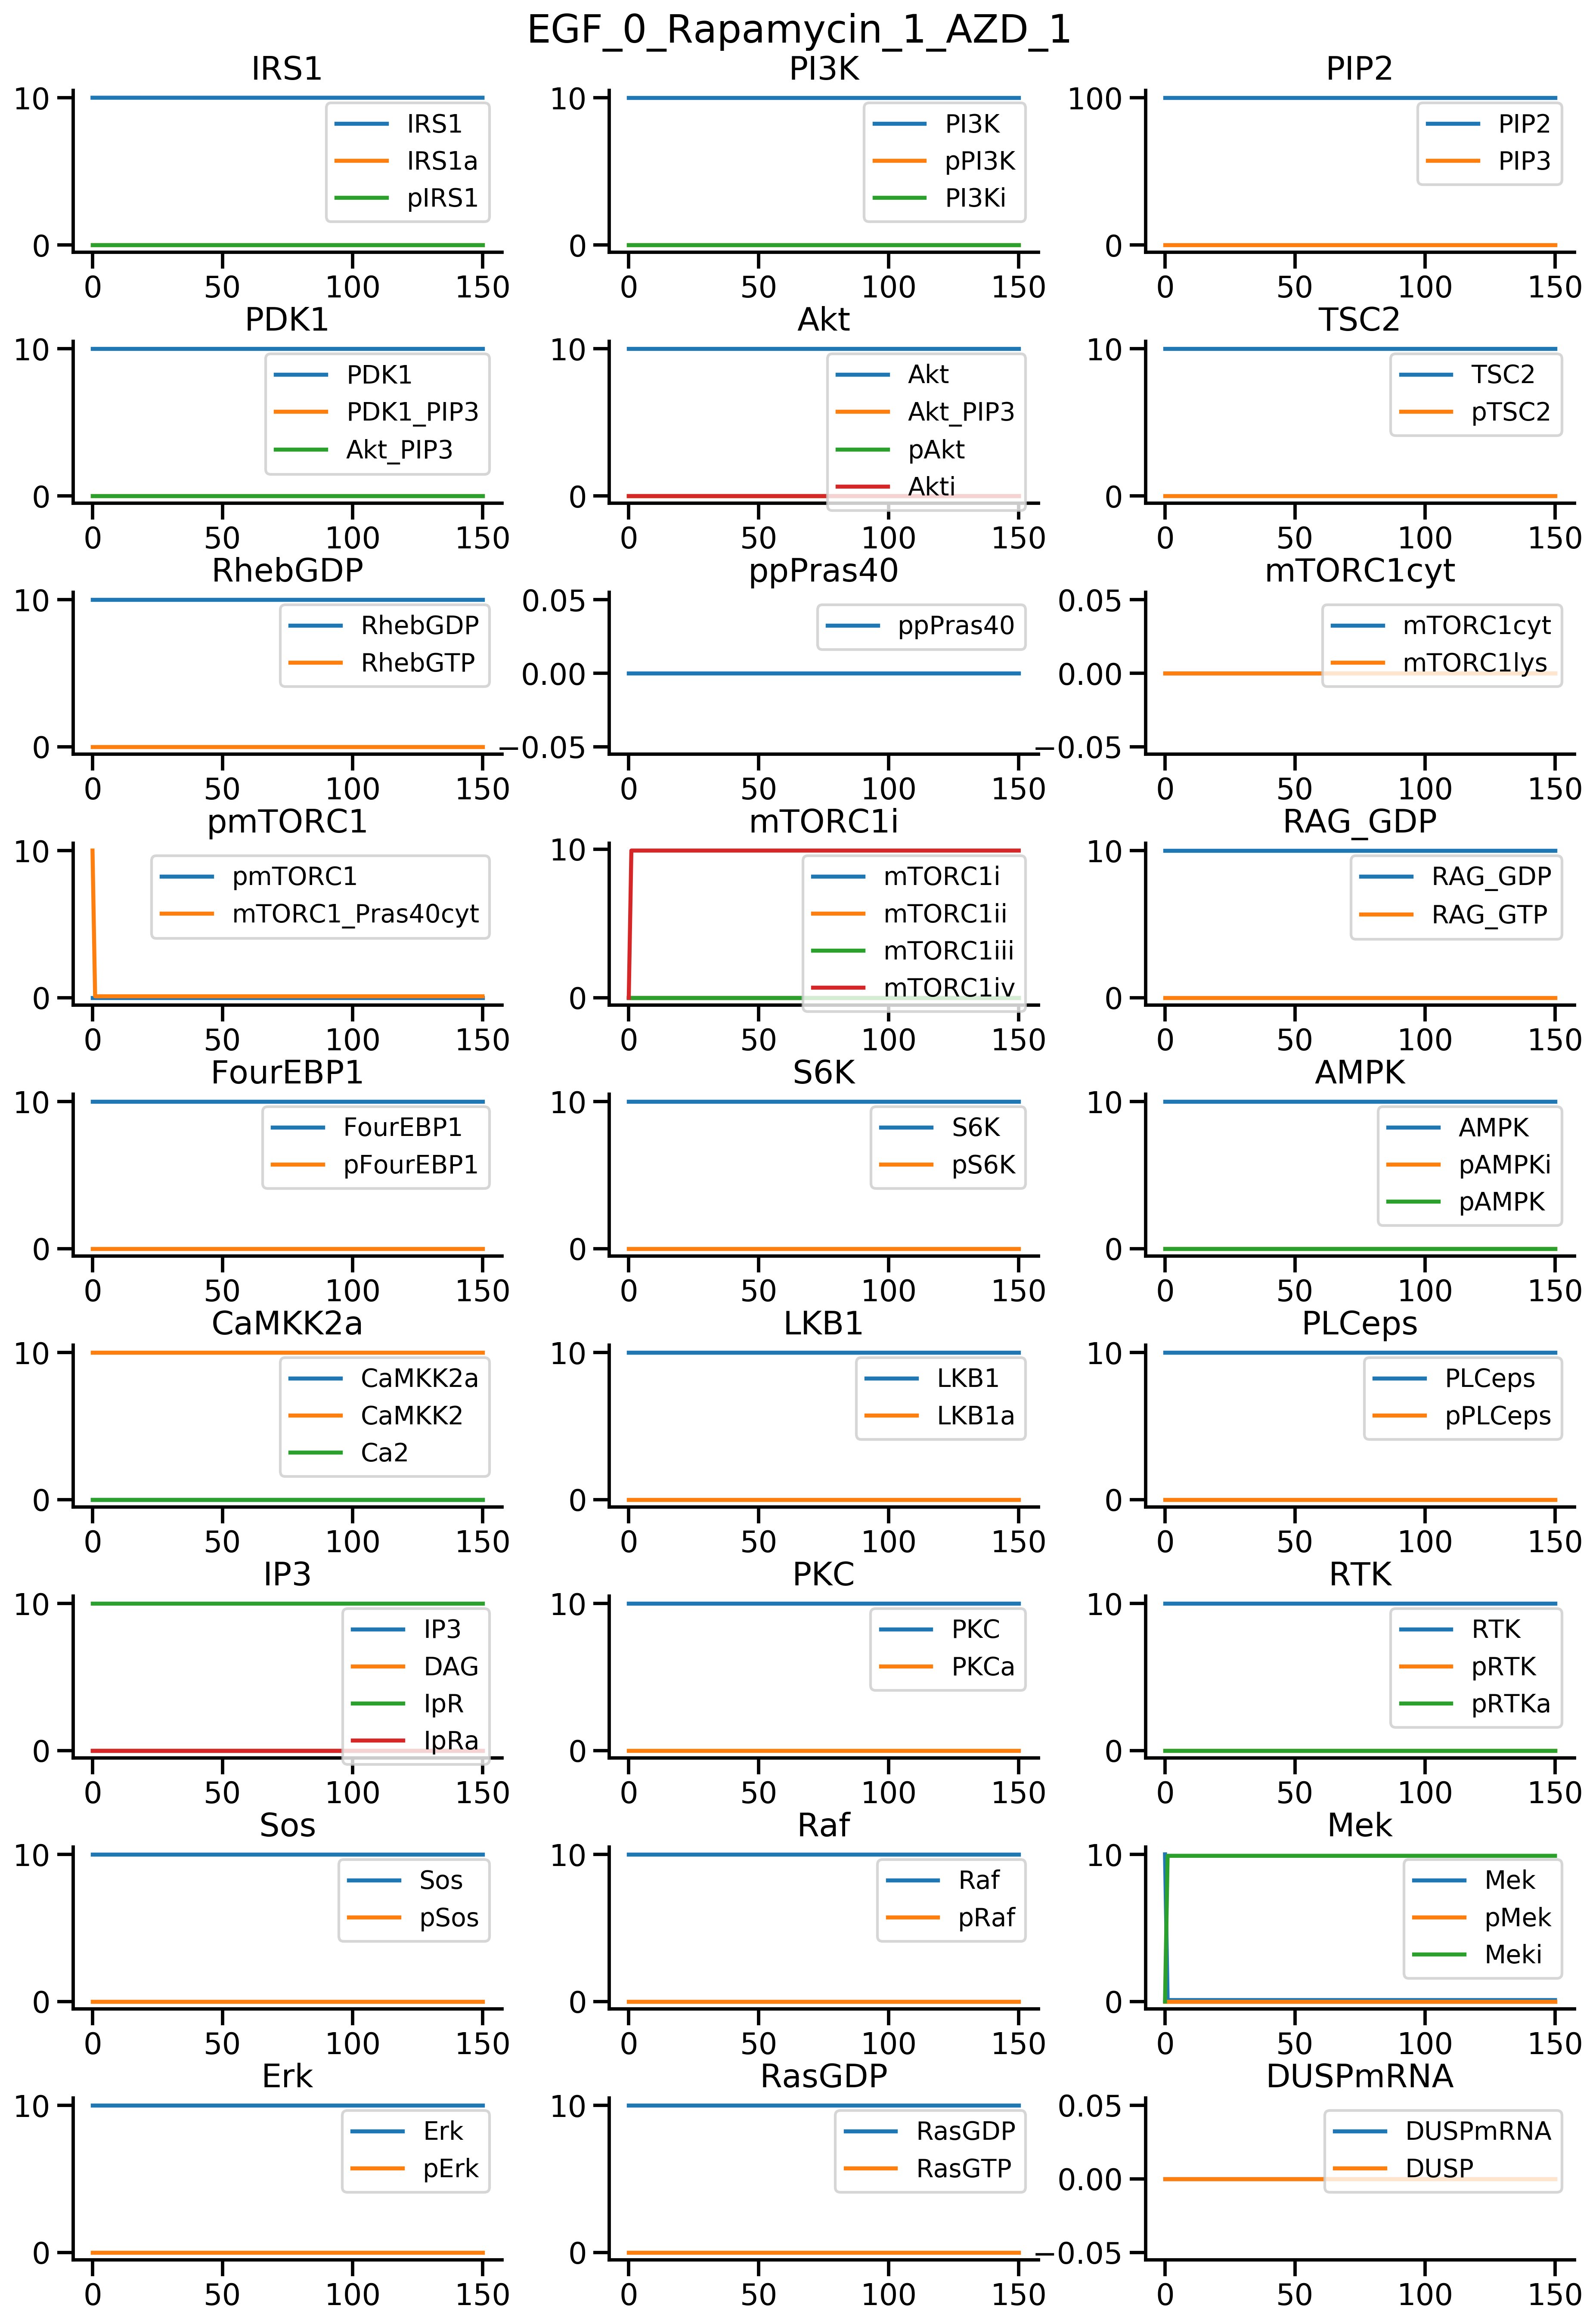 EGF_0_Rapamycin_1_AZD_1
IRS1
10
0
IRS1
IRS1a
pIRS1
0 50 100 150
PI3K
10
0
PI3K
pPI3K
PI3Ki
0 50 100 150
PIP2
100
0
PIP2
PIP3
0 50 100 150
PDK1
10
0
PDK1
PDK1_PIP3
Akt_PIP3
0 50 100 150
Akt
10
0
Akt
Akt_PIP3
pAkt
Akti
0 50 100 150
TSC2
10
0
TSC2
pTSC2
0 50 100 150
RhebGDP
10
0
RhebGDP
RhebGTP
0 50 100 150
ppPras40
0.05
0.00
−0.05
ppPras40
0 50 100 150
mTORC1cyt
0.05
0.00
−0.05
mTORC1cyt
mTORC1lys
0 50 100 150
pmTORC1
10
0
pmTORC1
mTORC1_Pras40cyt
0 50 100 150
mTORC1i
10
0
mTORC1i
mTORC1ii
mTORC1iii
mTORC1iv
0 50 100 150
RAG_GDP
10
0
RAG_GDP
RAG_GTP
0 50 100 150
FourEBP1
10
0
FourEBP1
pFourEBP1
0 50 100 150
S6K
10
0
S6K
pS6K
0 50 100 150
AMPK
10
0
AMPK
pAMPKi
pAMPK
0 50 100 150
CaMKK2a
10
0
CaMKK2a
CaMKK2
Ca2
0 50 100 150
LKB1
10
0
LKB1
LKB1a
0 50 100 150
PLCeps
10
0
PLCeps
pPLCeps
0 50 100 150
IP3
10
0
IP3
DAG
IpR
IpRa
0 50 100 150
PKC
10
0
PKC
PKCa
0 50 100 150
RTK
10
0
RTK
pRTK
pRTKa
0 50 100 150
Sos
10
0
Sos
pSos
0 50 100 150
Raf
10
0
Raf
pRaf
0 50 100 150
Mek
10
0
Mek
pMek
Meki
0 50 100 150
Erk
10
0
Erk
pErk
0 50 100 150
RasGDP
10
0
RasGDP
RasGTP
0 50 100 150
DUSPmRNA
0.05
0.00
−0.05
DUSPmRNA
DUSP
0 50 100 150